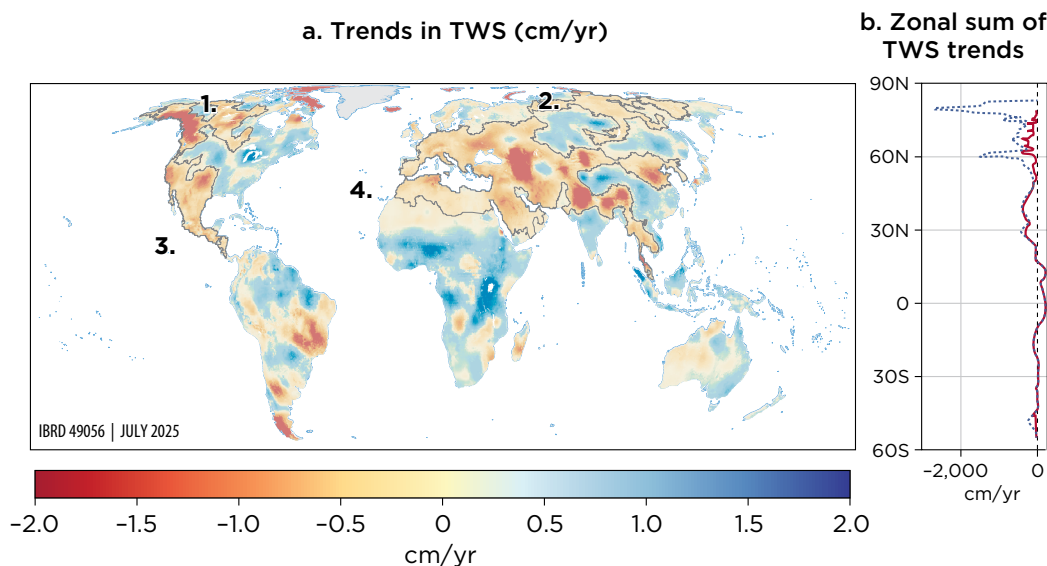 a. Trends in TWS (cm/yr)
b. Zonal sum of
TWS trends
1.
2.
3.
4.
IBRD 49056 | JULY 2025
–2.0 –1.5 –1.0 –0.5 0 0.5 1.0 1.5 2.0
cm/yr
90N
60N
30N
0
30S
60S
–2,000 0
cm/yr